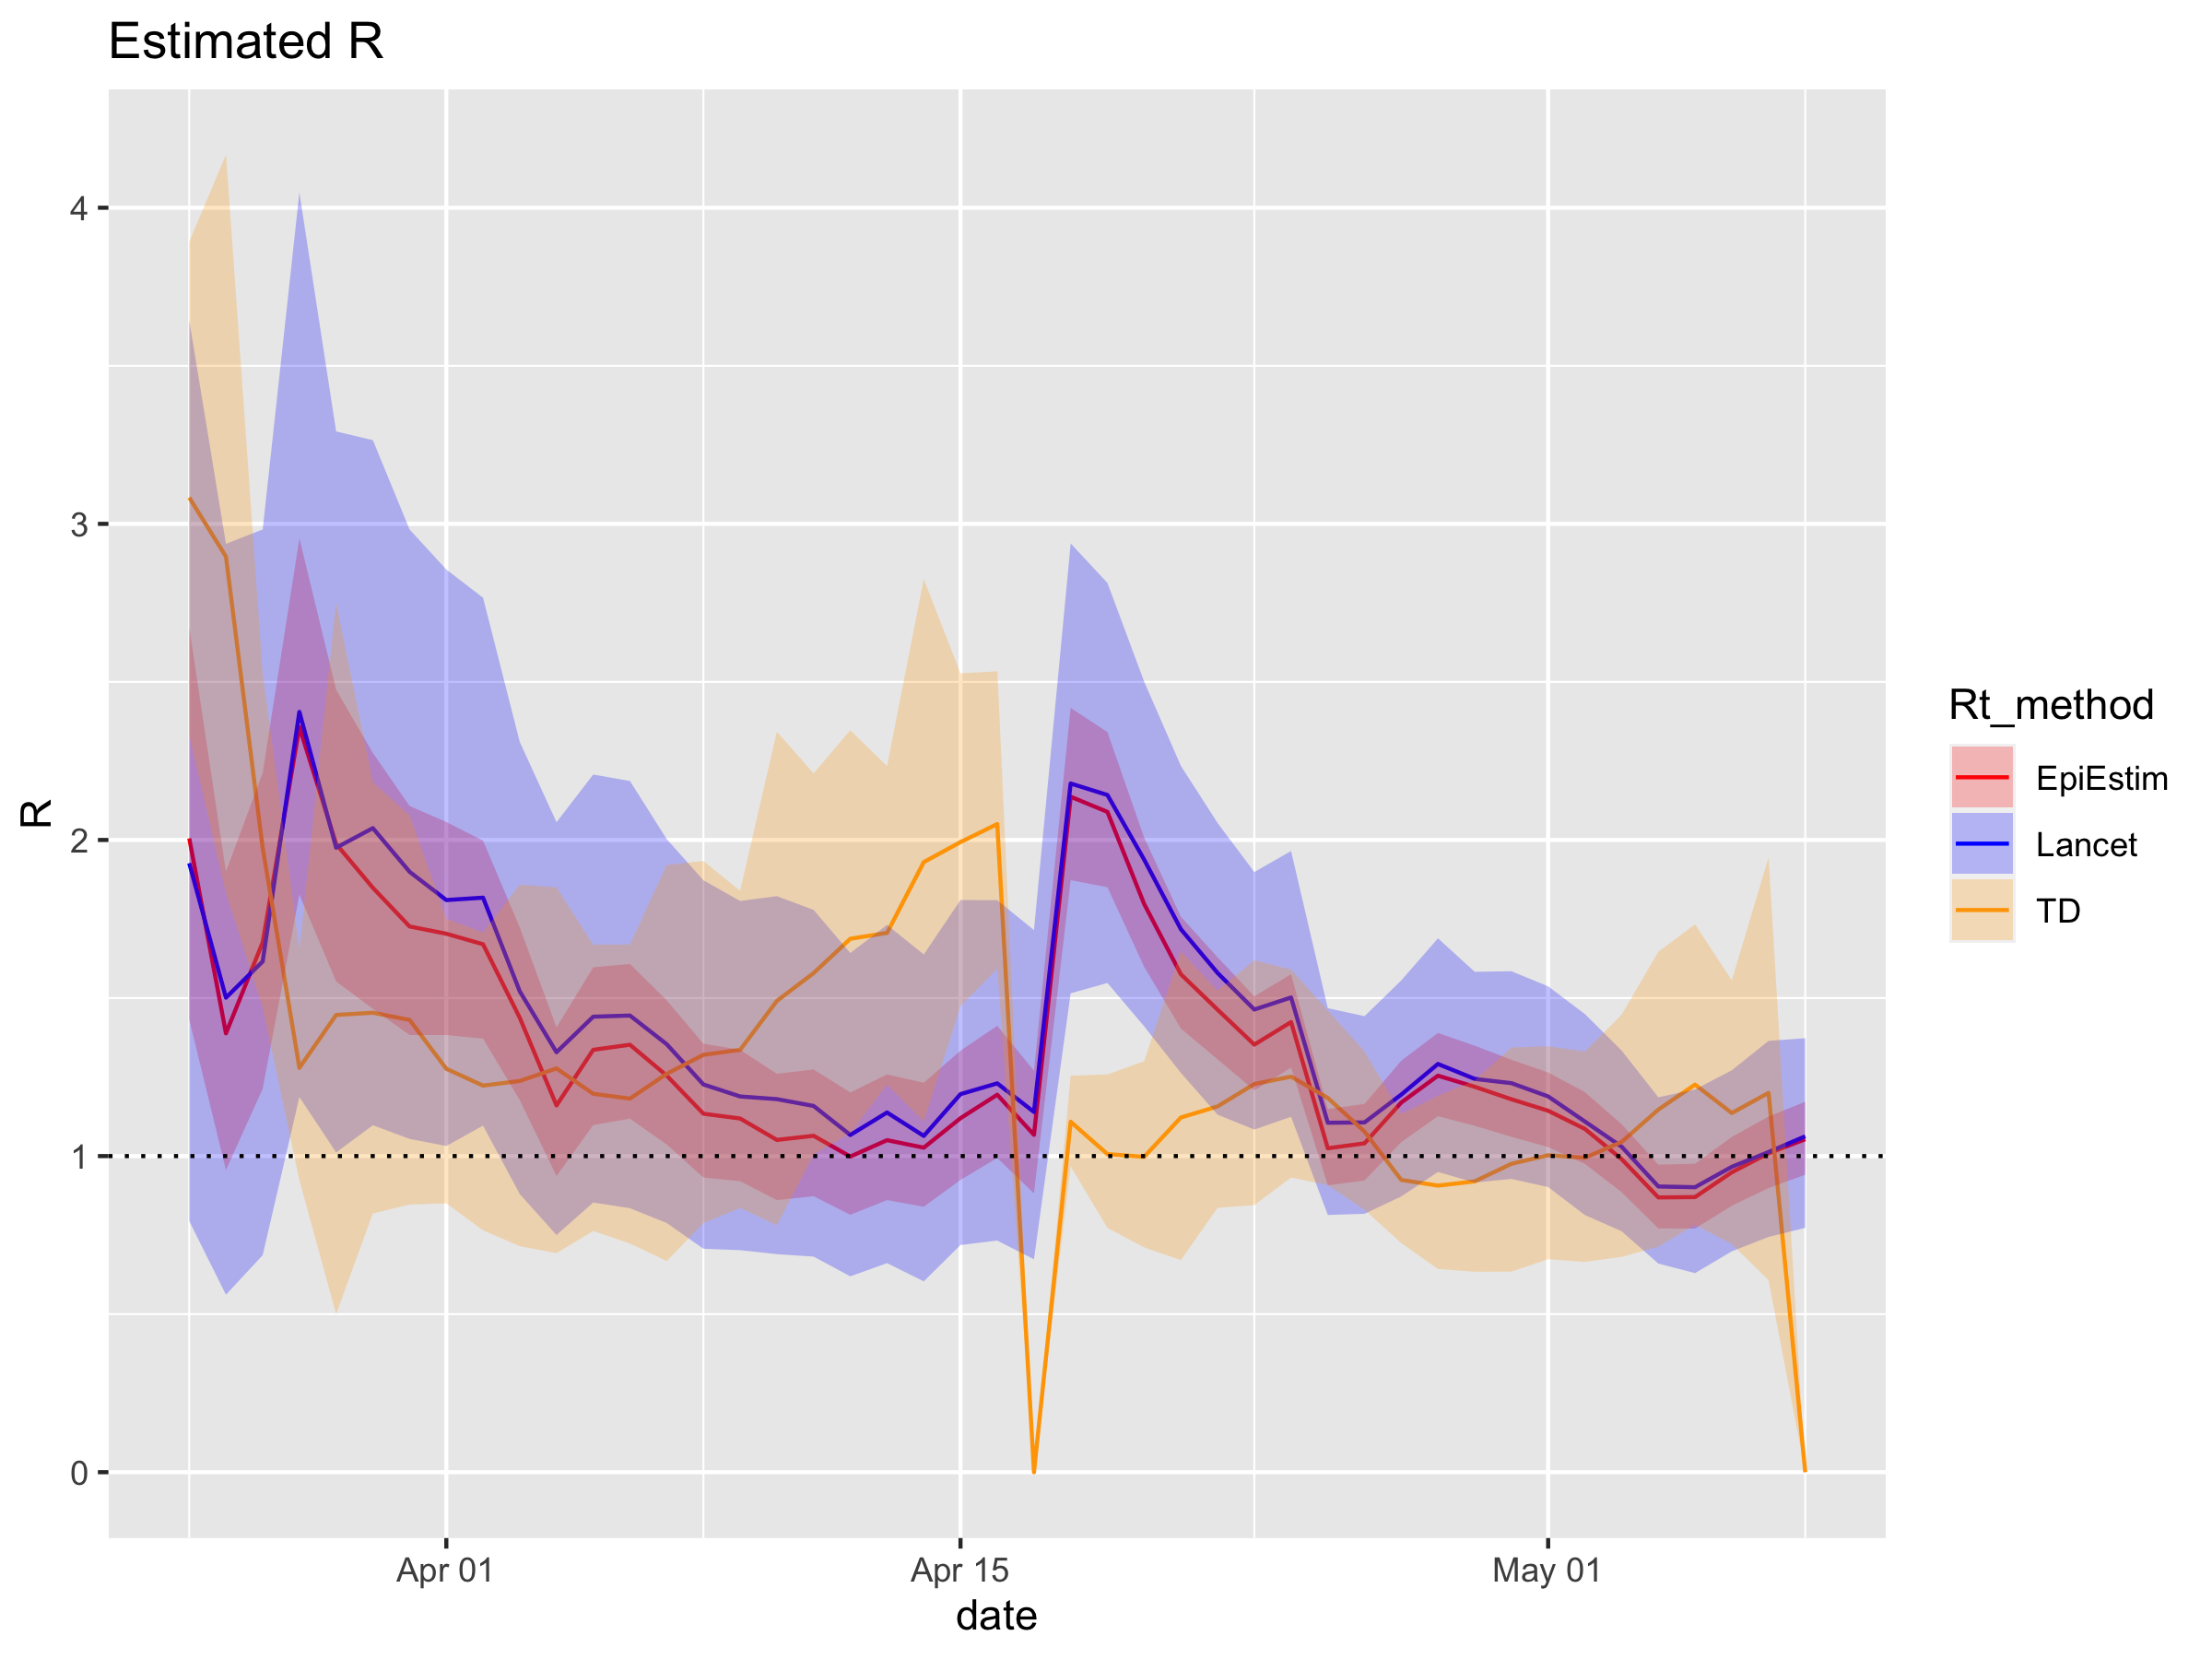 Estimated R
4
3
2
1
0
R
Apr 01
Apr 15
May 01
date
Rt_method
EpiEstim
Lancet
TD